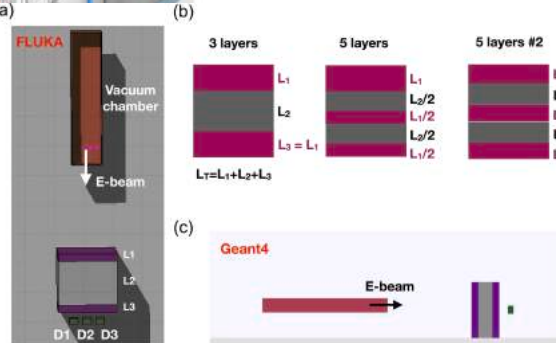 a)
FLUKA
Vacuum
chamber
E-beam
L1
L2
L3
D1 D2 D3
(b)
3 layers
L₁
L₂
L₃ = L₁
L_T=L₁+L₂+L₃
5 layers
L₁
L₂/2
L₁/2
L₂/2
L₁/2
5 layers #2
(c)
Geant4
E-beam